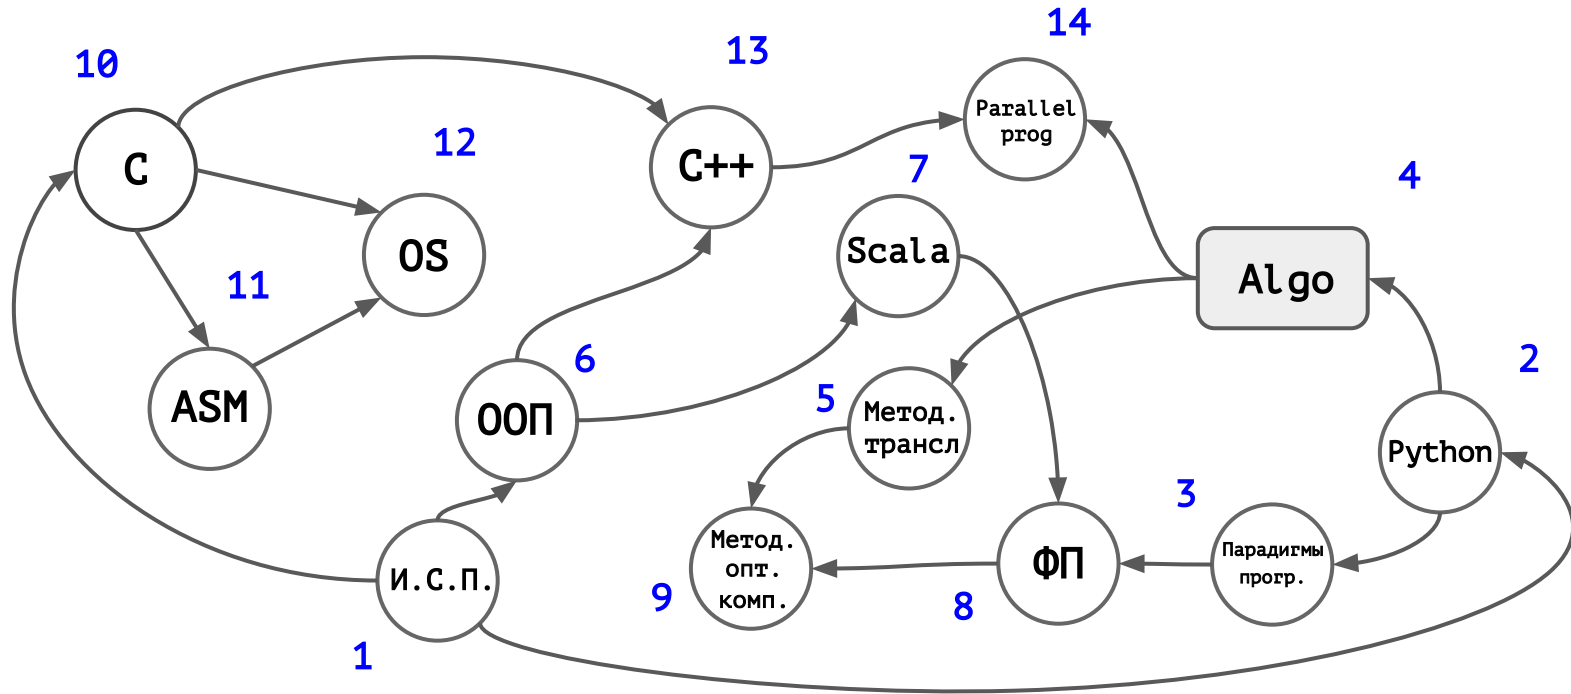 14
13
10
Parallel
prog
12
C++
7
C
4
Scala
OS
Algo
11
6
2
5
ASM
ООП
Метод.
трансл
Python
3
Метод.
опт.
комп.
Парадигмы
прогр.
ФП
И.С.П.
9
8
1